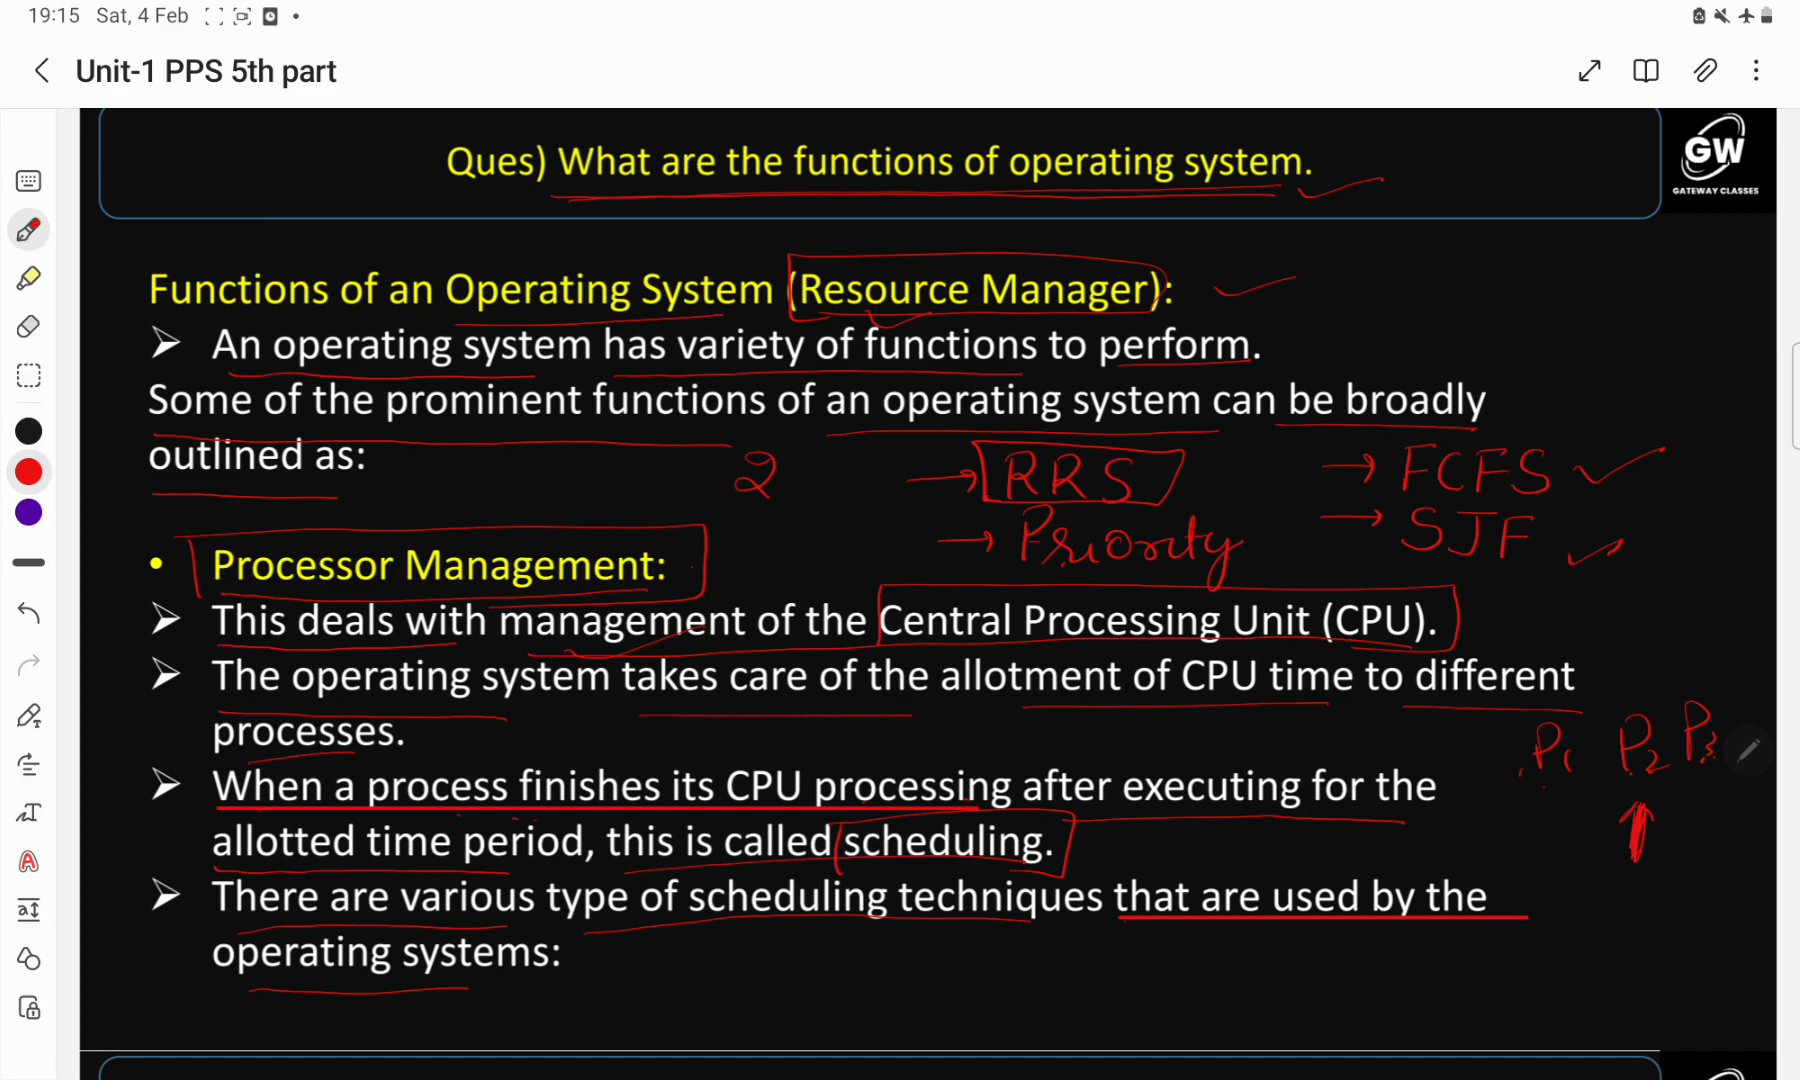 19:15 Sat, 4 Feb
Unit-1 PPS 5th part
Ques) What are the functions of operating system.
GW
GATEWAY CLASSES
Functions of an Operating System (Resource Manager):
➢ An operating system has variety of functions to perform.
Some of the prominent functions of an operating system can be broadly
outlined as:
2
→ RRS
→ FCFS
→ Priority
→ SJF
• Processor Management:
➢ This deals with management of the Central Processing Unit (CPU).
➢ The operating system takes care of the allotment of CPU time to different
processes.
P1 P2 P3
➢ When a process finishes its CPU processing after executing for the
allotted time period, this is called scheduling.
➢ There are various type of scheduling techniques that are used by the
operating systems: